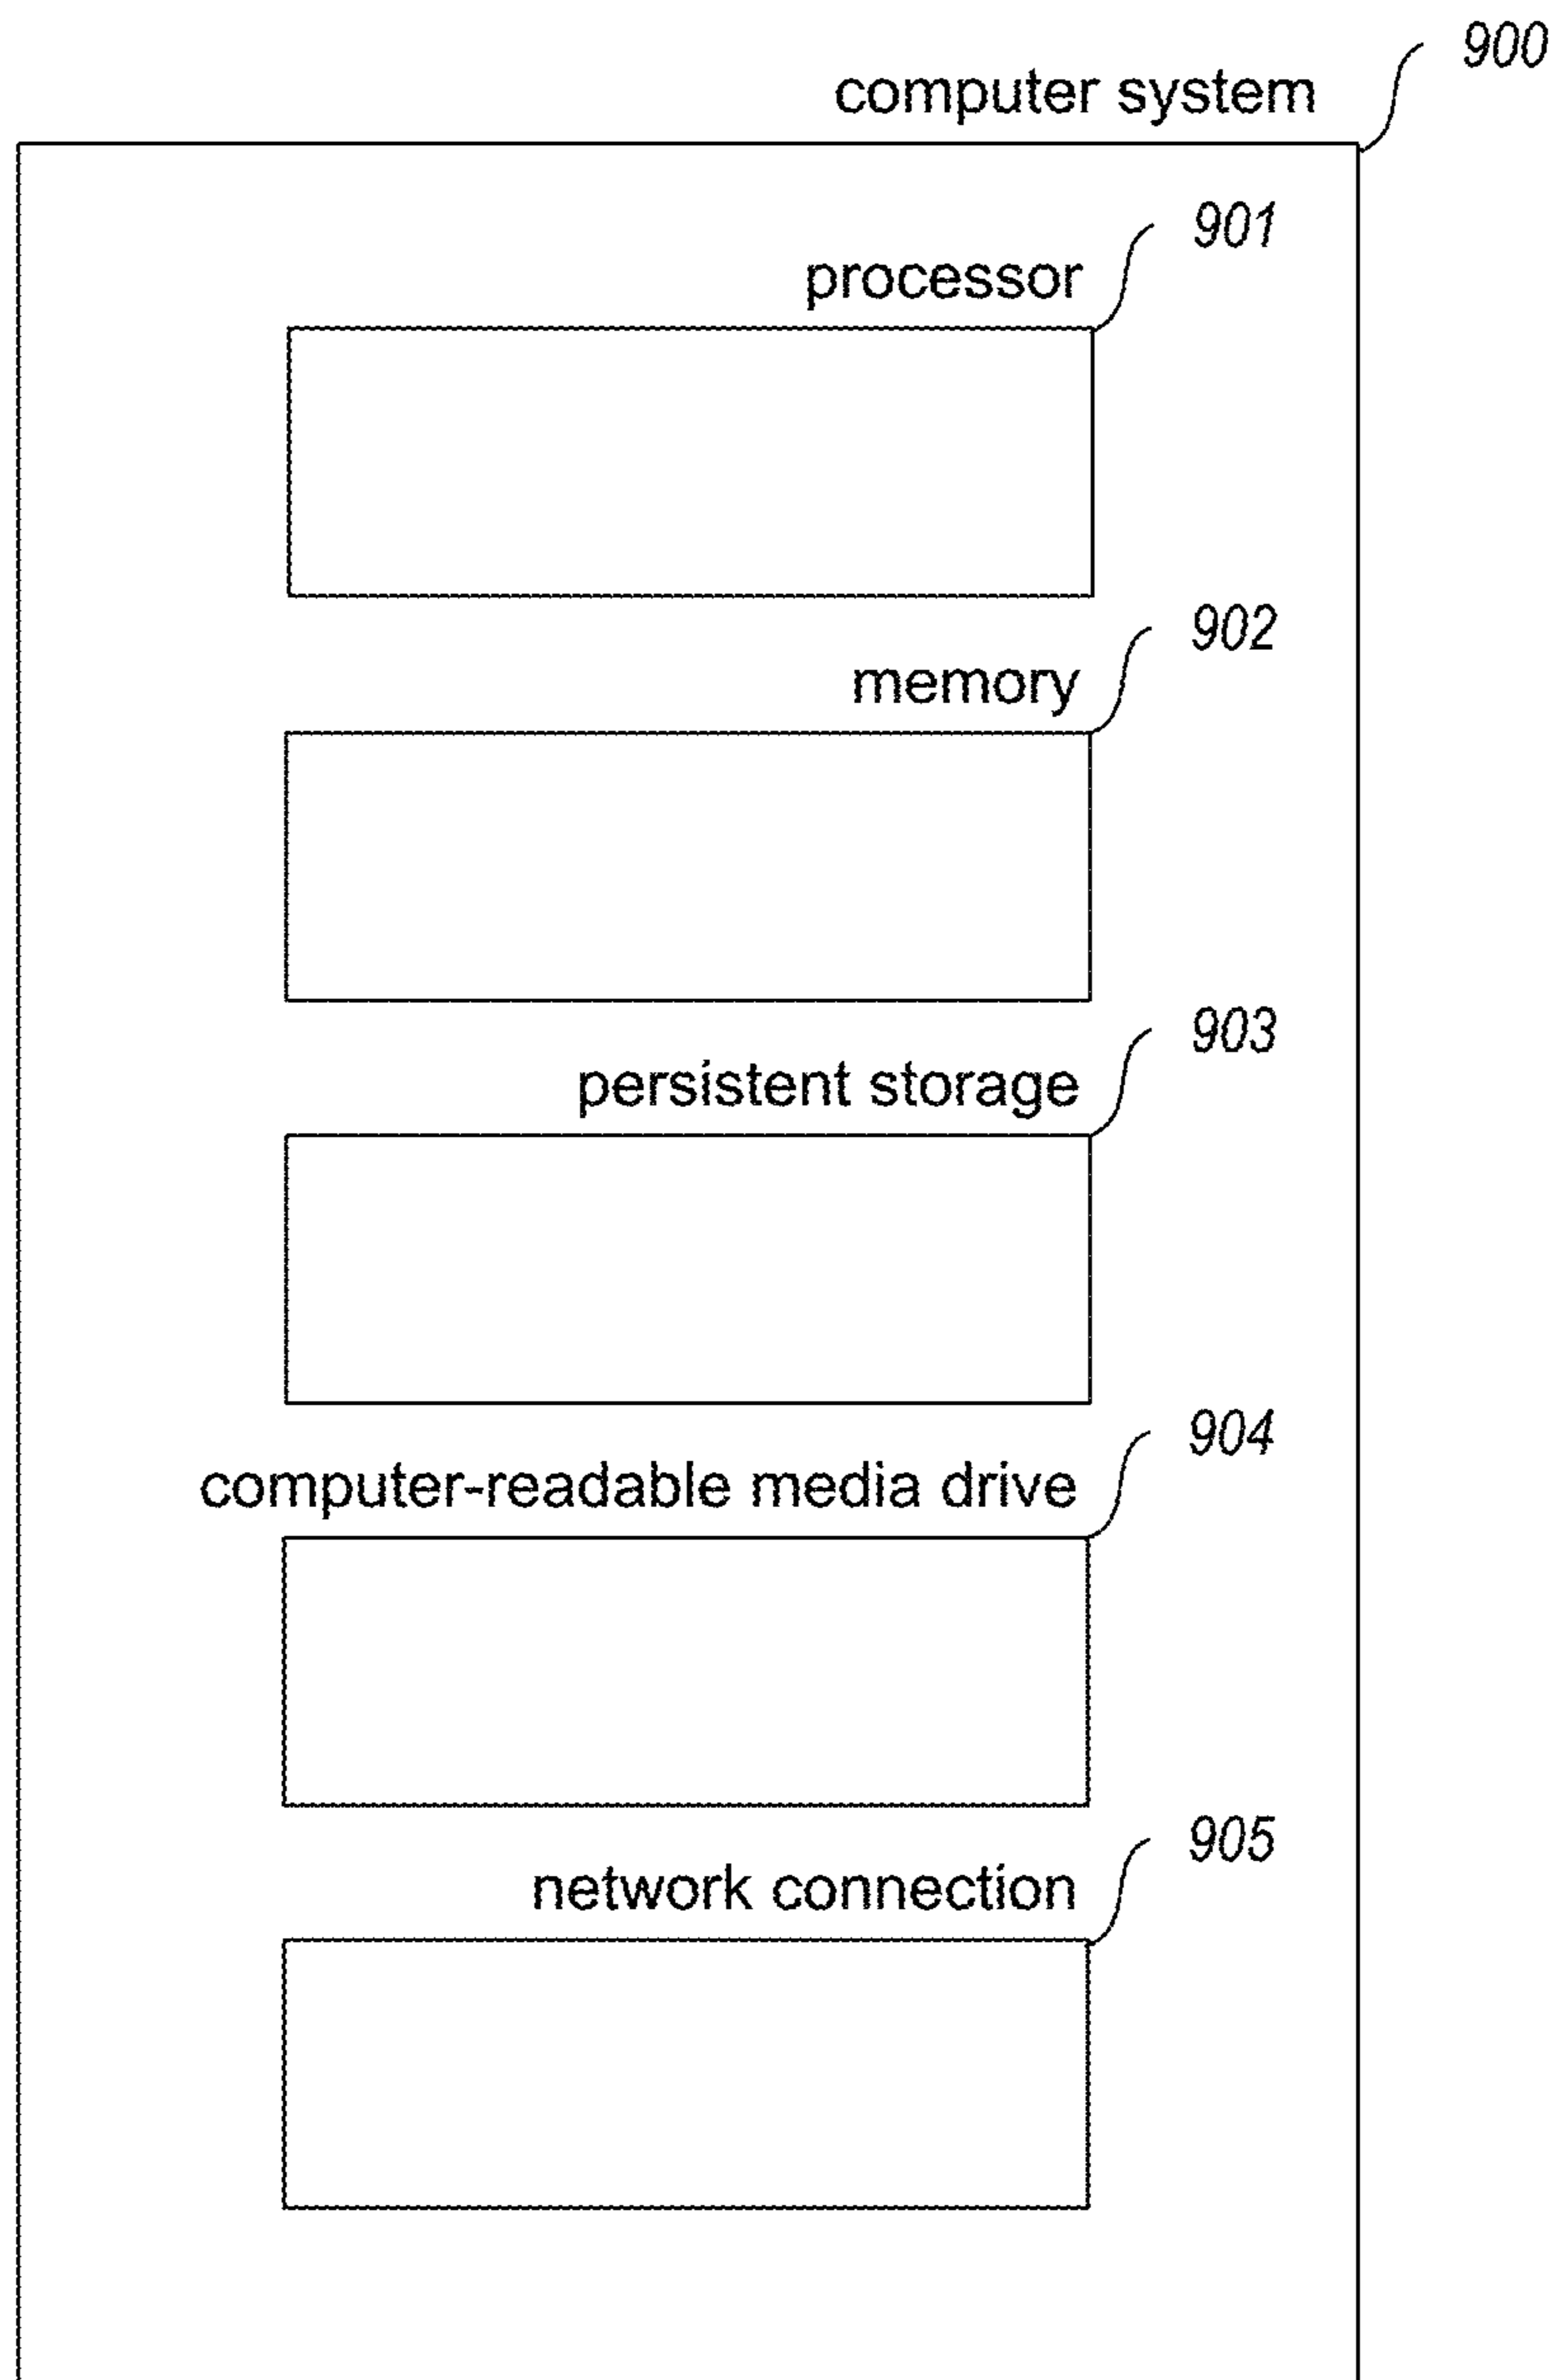 900
computer system
901
processor
902
memory
903
persistent storage
904
computer-readable media drive
905
network connection